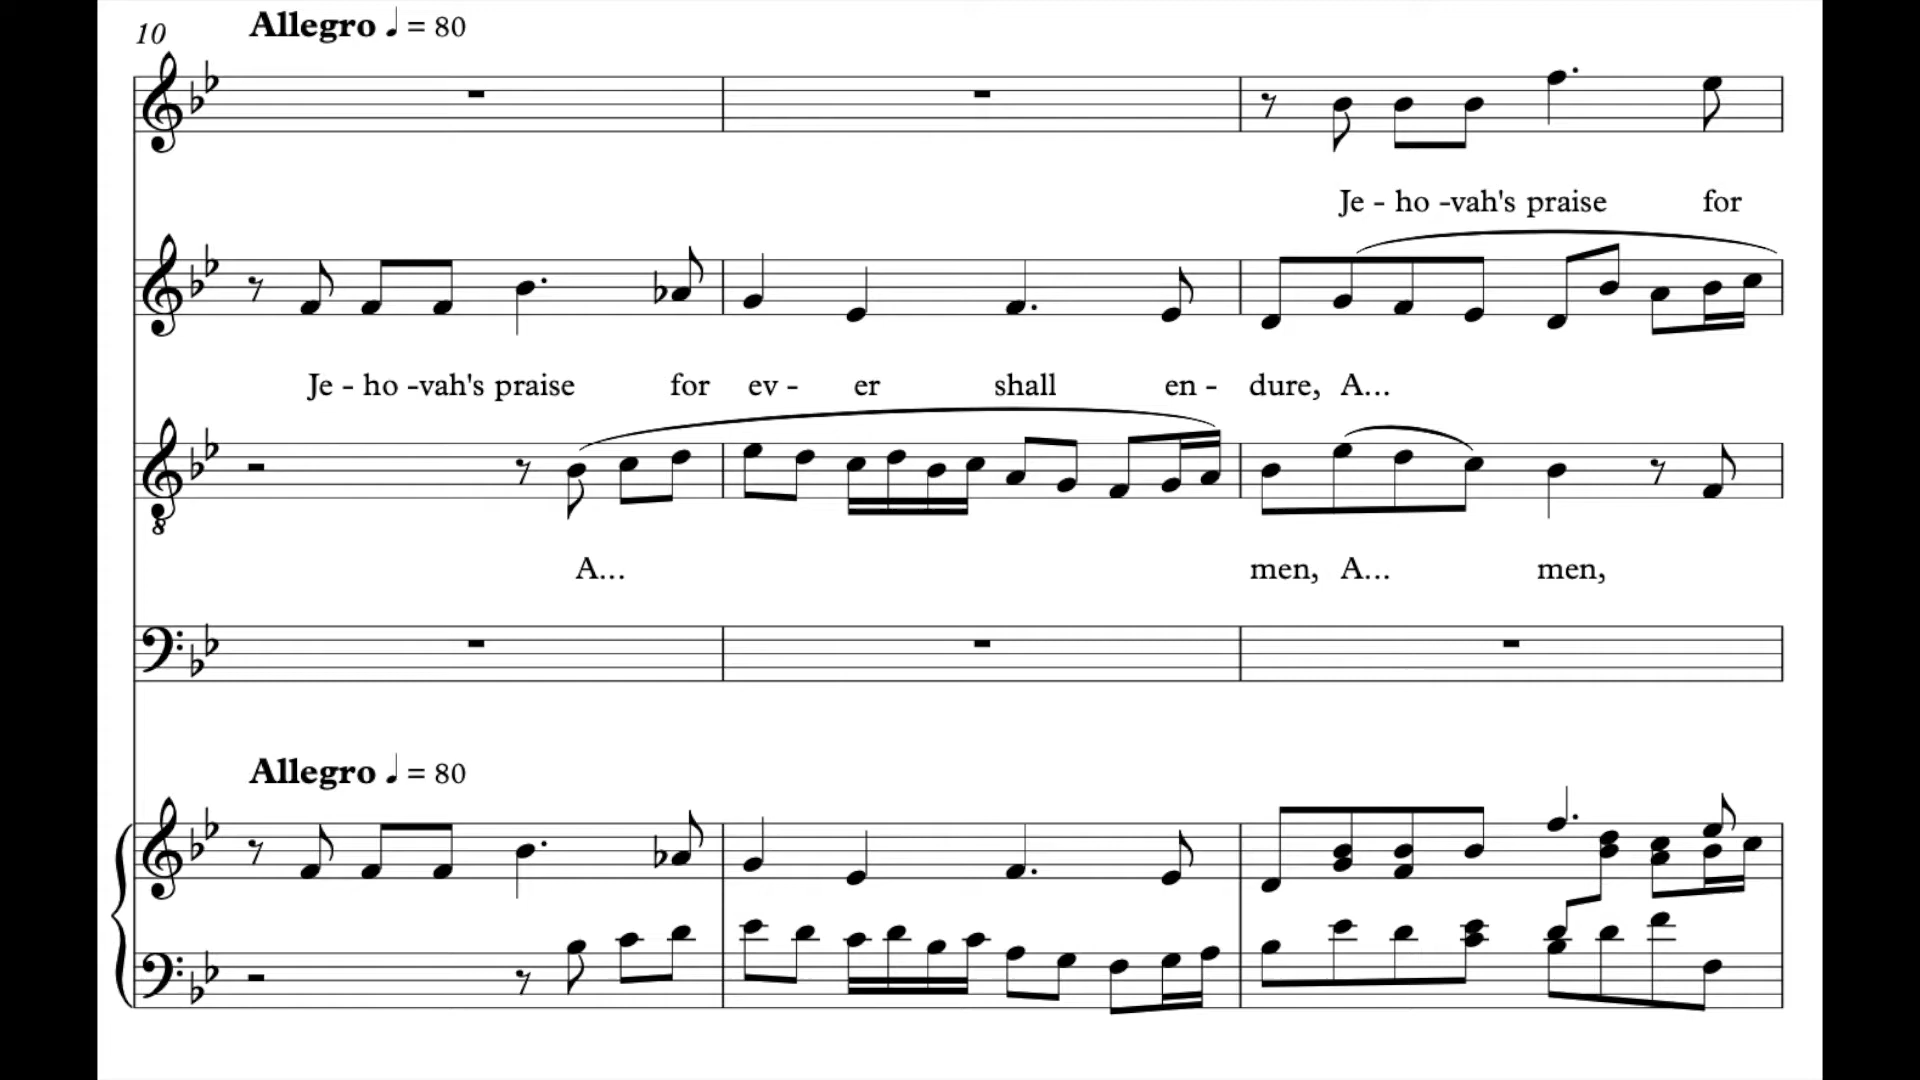 10
Allegro ♩ = 80
Je - ho -vah's praise for
Je - ho -vah's praise for ev - er shall en - dure, A...
A... men, A... men,
Allegro ♩ = 80